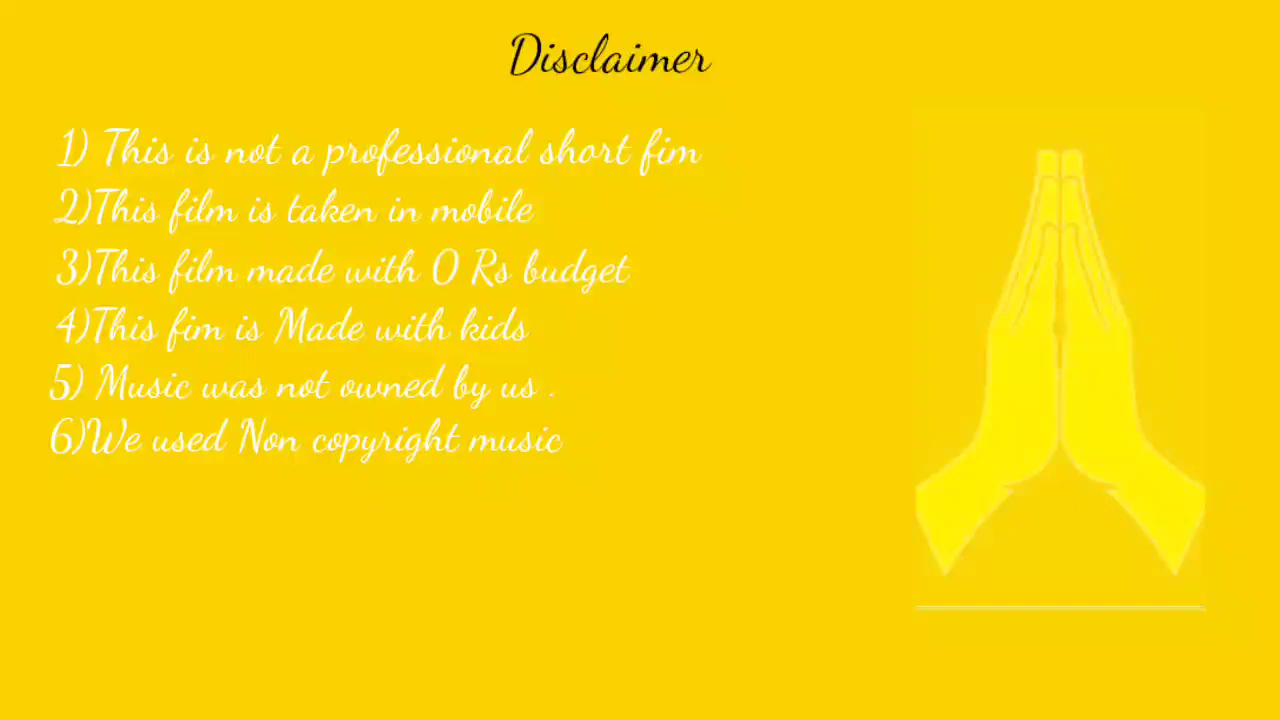 Disclaimer
1) This is not a professional short fim
2)This film is taken in mobile
3)This film made with 0 Rs budget
4)This fim is Made with kids
5) Music was not owned by us .
6)We used Non copyright music